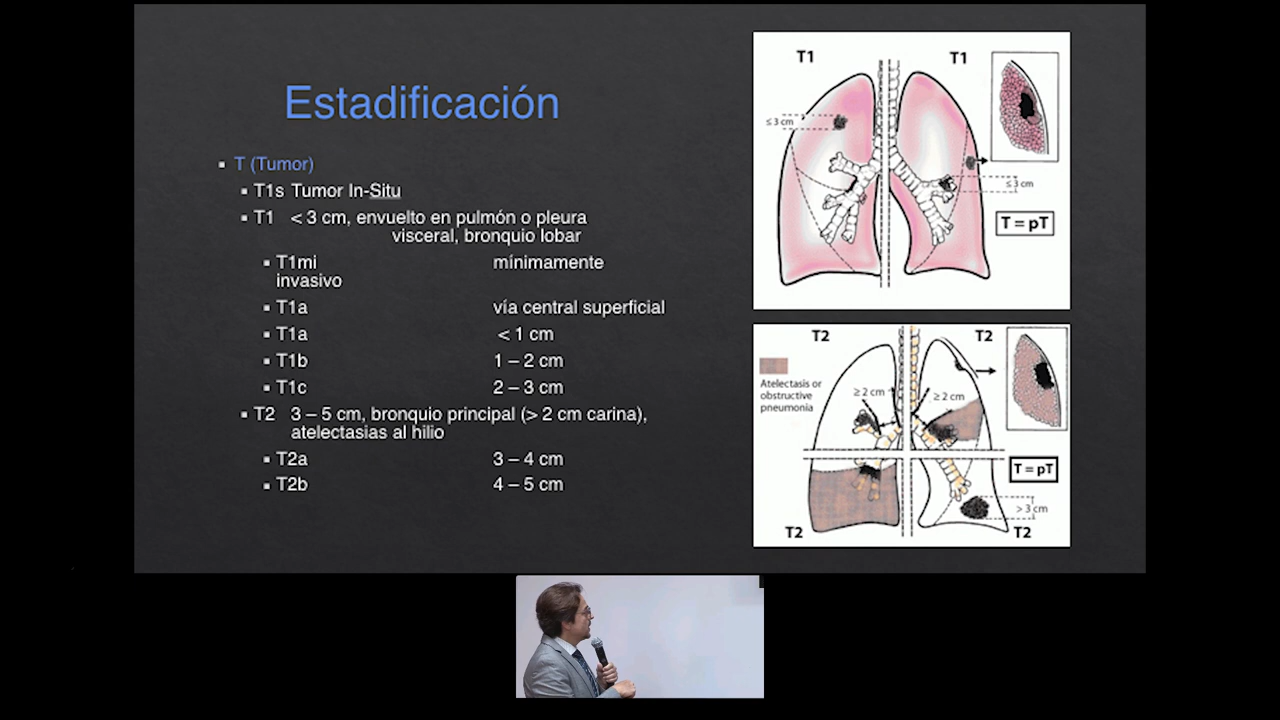 Estadificación
T (Tumor)
T1s Tumor In-Situ
T1 < 3 cm, envuelto en pulmón o pleura
visceral, bronquio lobar
T1mi mínimamente
invasivo
T1a vía central superficial
T1a < 1 cm
T1b 1 – 2 cm
T1c 2 – 3 cm
T2 3 – 5 cm, bronquio principal (> 2 cm carina),
atelectasias al hilio
T2a 3 – 4 cm
T2b 4 – 5 cm
T1 T1
≤ 3 cm
≤ 3 cm
T = pT
T2 T2
Atelectasis or
obstructive
pneumonia
≥ 2 cm
≥ 2 cm
T = pT
> 3 cm
T2 T2